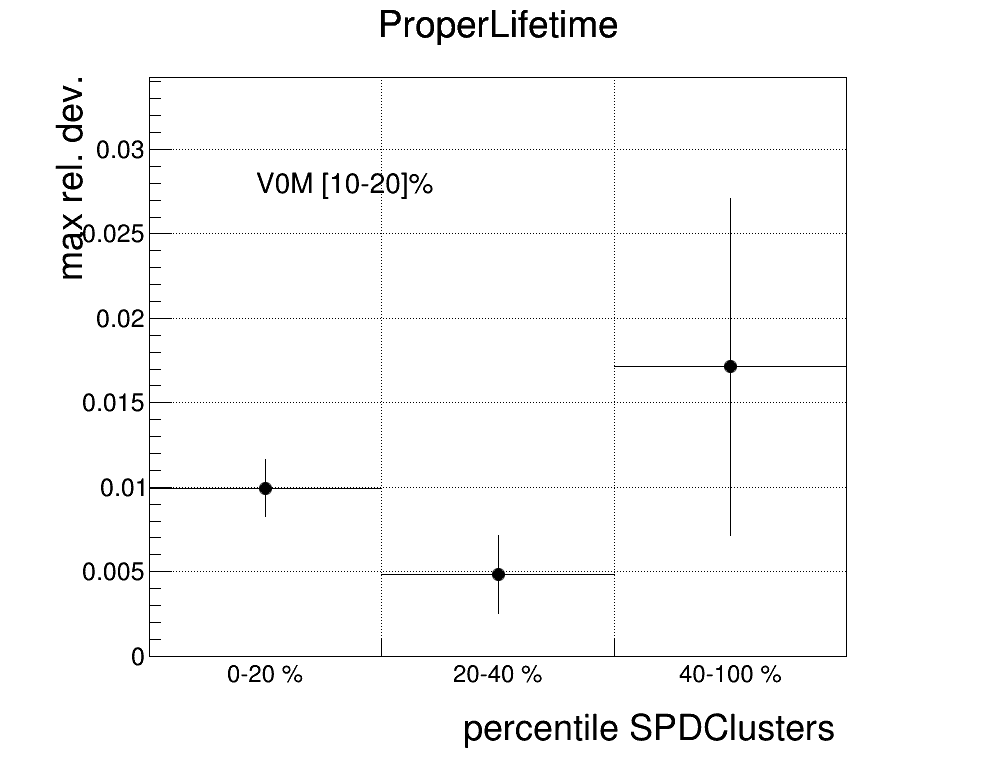 ProperLifetime
max rel. dev.
0.03
V0M [10-20]%
0.025
0.02
0.015
0.01
0.005
0
0-20 %
20-40 %
40-100 %
percentile SPDClusters